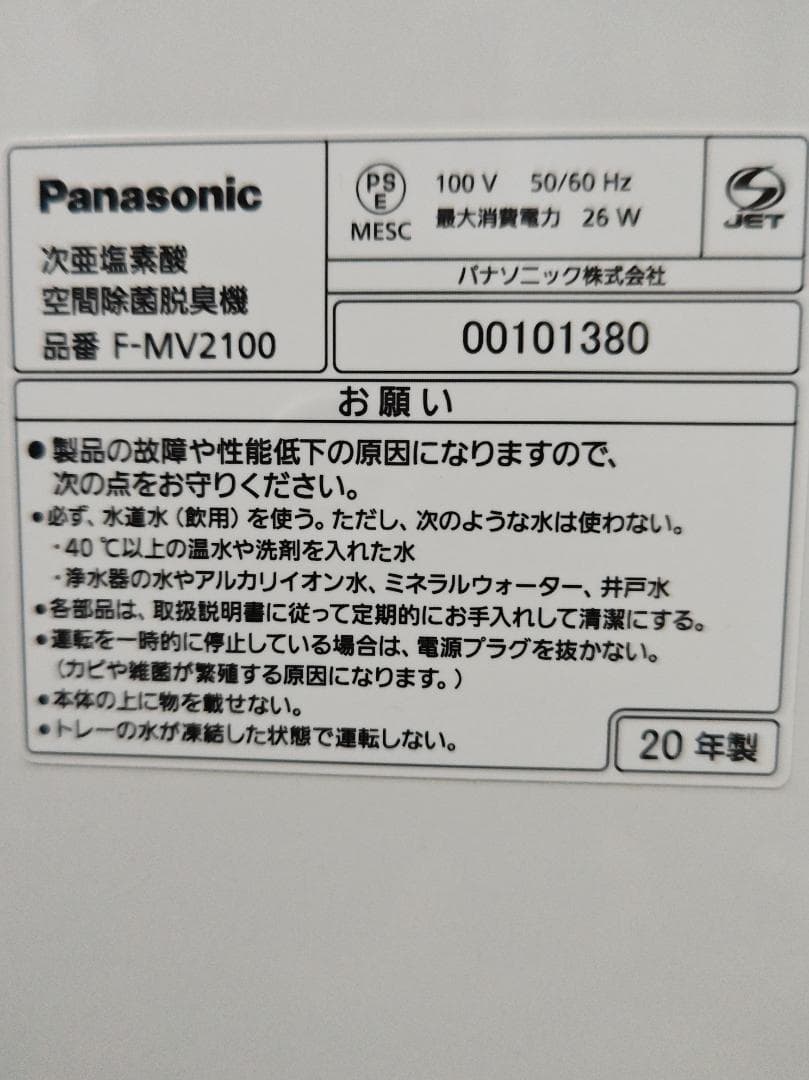 Panasonic
次亜塩素酸
空間除菌脱臭機
品番 F-MV2100
PS
E
MESC
100 V 50/60 Hz
最大消費電力 26 W
S
JET
パナソニック株式会社
00101380
お願い
●製品の故障や性能低下の原因になりますので、
次の点をお守りください。
●必ず、水道水（飲用）を使う。ただし、次のような水は使わない。
・40 ℃以上の温水や洗剤を入れた水
・浄水器の水やアルカリイオン水、ミネラルウォーター、井戸水
●各部品は、取扱説明書に従って定期的にお手入れして清潔にする。
●運転を一時的に停止している場合は、電源プラグを抜かない。
（カビや雑菌が繁殖する原因になります。）
●本体の上に物を載せない。
●トレーの水が凍結した状態で運転しない。
20 年製